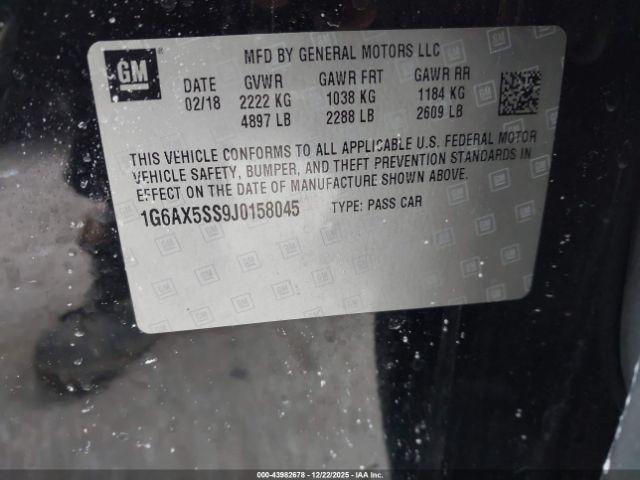 GM ®
MFD BY GENERAL MOTORS LLC
DATE GVWR GAWR FRT GAWR RR
02/18 2222 KG 1038 KG 1184 KG
4897 LB 2288 LB 2609 LB
THIS VEHICLE CONFORMS TO ALL APPLICABLE U.S. FEDERAL MOTOR
VEHICLE SAFETY, BUMPER, AND THEFT PREVENTION STANDARDS IN
EFFECT ON THE DATE OF MANUFACTURE SHOWN ABOVE.
1G6AX5SS9J0158045 TYPE: PASS CAR
000-43982678 - 12/22/2025 - IAAI.COM